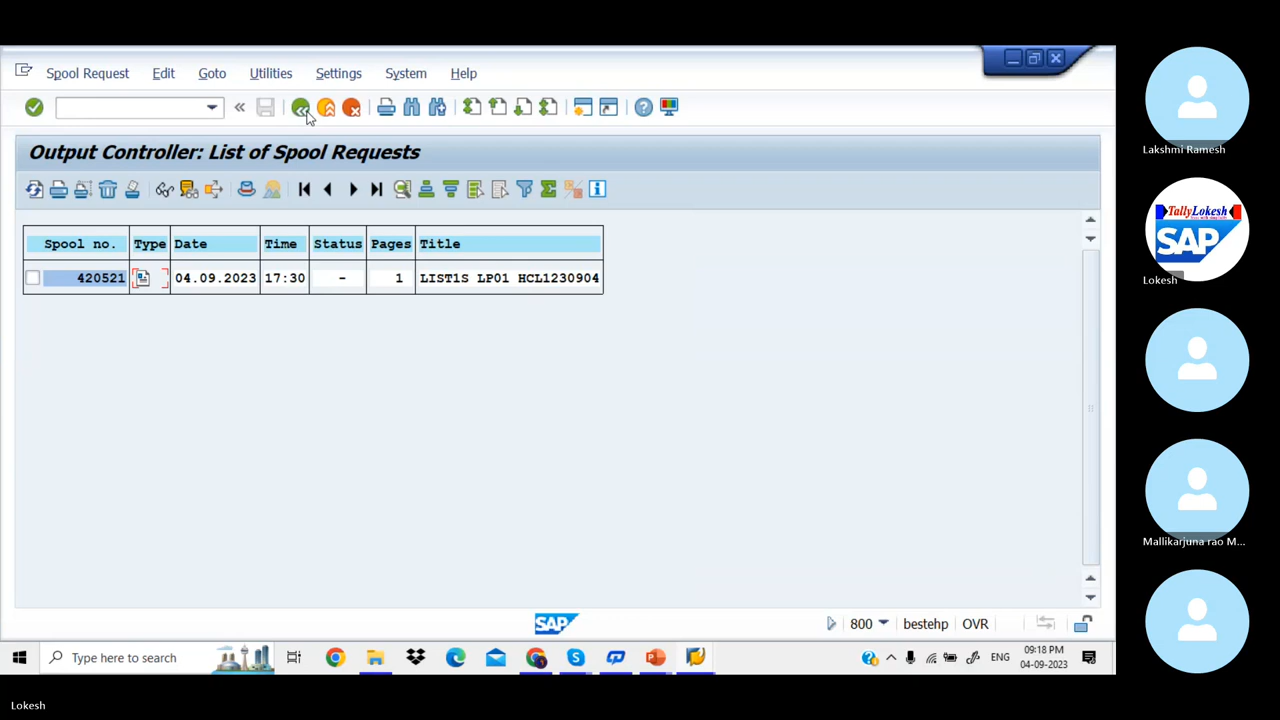 Spool Request Edit Goto Utilities Settings System Help
Output Controller: List of Spool Requests
Spool no. Type Date Time Status Pages Title
420521 04.09.2023 17:30 - 1 LIST1S LP01 HCL1230904
SAP
800 bestehp OVR
Type here to search
ENG
09:18 PM
04-09-2023
Lakshmi Ramesh
TallyLokesh
SAP
Lokesh
Mallikarjuna rao M...
Lokesh